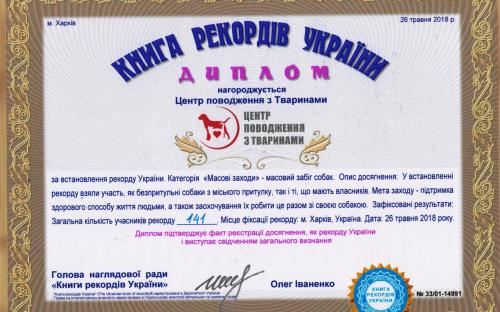 м. Харків
26 травня 2018 р.
КНИГА РЕКОРДІВ УКРАЇНИ
ДИПЛОМ
нагороджується
Центр поводження з Тваринами
ЦЕНТР
ПОВОДЖЕННЯ
З ТВАРИНАМИ
за встановлення рекорду України. Категорія «Масові заходи» - масовий забіг собак. Опис досягнення: У встановленні
рекорду взяли участь, як безпритульні собаки з міського притулку, так і ті, що мають власників. Мета заходу - підтримка
здорового способу життя людьми, а також заохочування їх робити це разом зі своєю собакою. Зафіксовані результати:
Загальна кількість учасників рекорду 141. Місце фіксації рекорду: м. Харків, Україна. Дата: 26 травня 2018 року.
Диплом підтверджує факт реєстрації досягнення, як рекорду України
і виступає свідченням загального визнання
Голова наглядової ради
«Книги рекордів України»
Олег Іваненко
КНИГА
РЕКОРДІВ
УКРАЇНИ
№ 33/01-14991